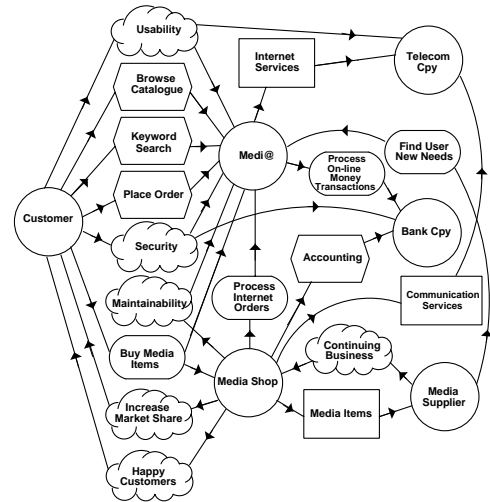 Usability
Internet
Services
Telecom
Cpy
Browse
Catalogue
Keyword
Search
Medi@
Find User
New Needs
Process
On-line
Money
Transactions
Place Order
Customer
Security
Bank Cpy
Accounting
Maintainability
Process
Internet
Orders
Communication
Services
Buy Media
Items
Continuing
Business
Media Shop
Media
Supplier
Increase
Market Share
Media Items
Happy
Customers